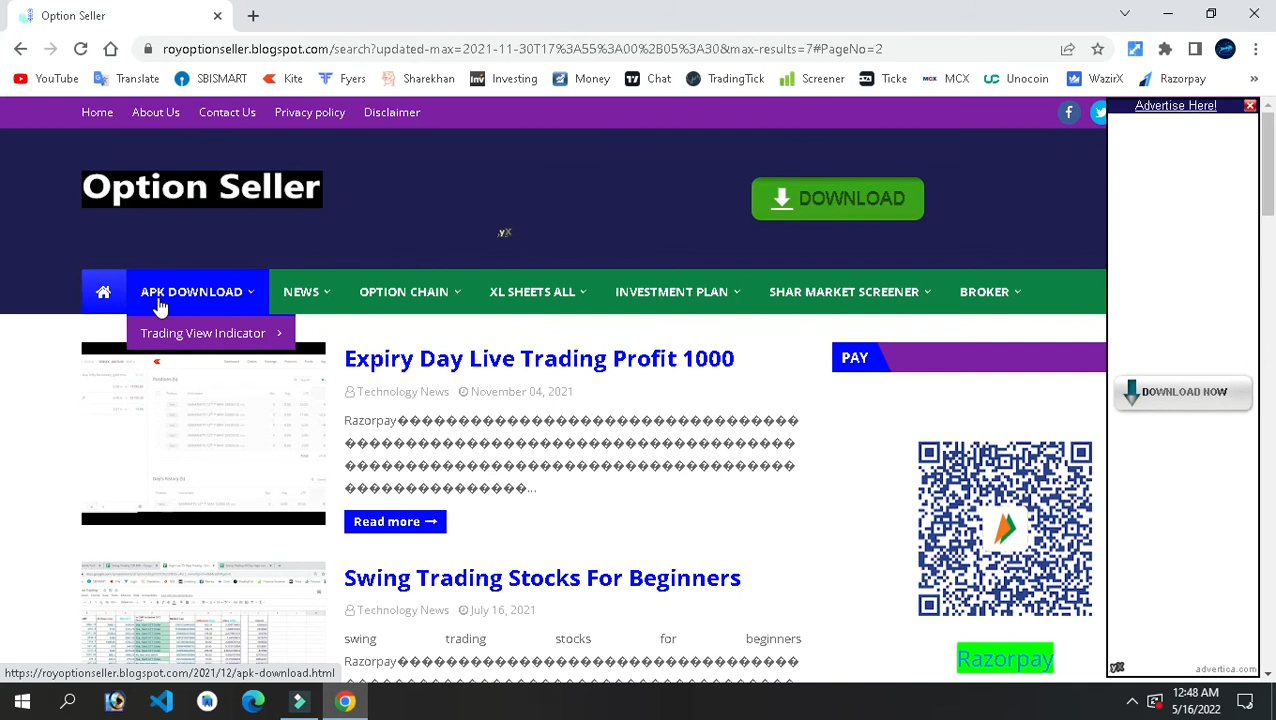 Option Seller
royoptionseller.blogspot.com/search?updated-max=2021-11-30T17%3A55%3A00%2B05%3A30&max-results=7#PageNo=2
YouTube Translate SBISMART Kite Fyers Sharekhan Investing Money Chat TimingTick Screener Ticke MCX Unocoin WazirX Razorpay »
Home About Us Contact Us Privacy policy Disclaimer
Advertise Here!
Option Seller
DOWNLOAD
APK DOWNLOAD NEWS OPTION CHAIN XL SHEETS ALL INVESTMENT PLAN SHAR MARKET SCREENER BROKER
Trading View Indicator
Expiry Day Live Trading Profit 1000
PAY
Technology News November 04, 2021
Razorpay
DOWNLOAD NOW
Read more
Swing Trading Stocks For Beginners
Technology News July 16, 2021
swing trading stocks for beginners
Razorpay
Razorpay
advertica.com
https://royoptionseller.blogspot.com/2021/12/apk-download.html
12:48 AM
5/16/2022